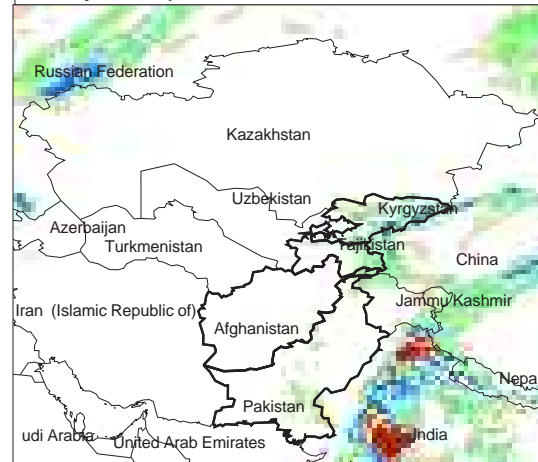 Russian Federation
Kazakhstan
Uzbekistan
Kyrgyzstan
Azerbaijan
Turkmenistan
Tajikistan
China
Jammu/Kashmir
Iran (Islamic Republic of)
Afghanistan
Nepa
Pakistan
udi Arabia
United Arab Emirates
India